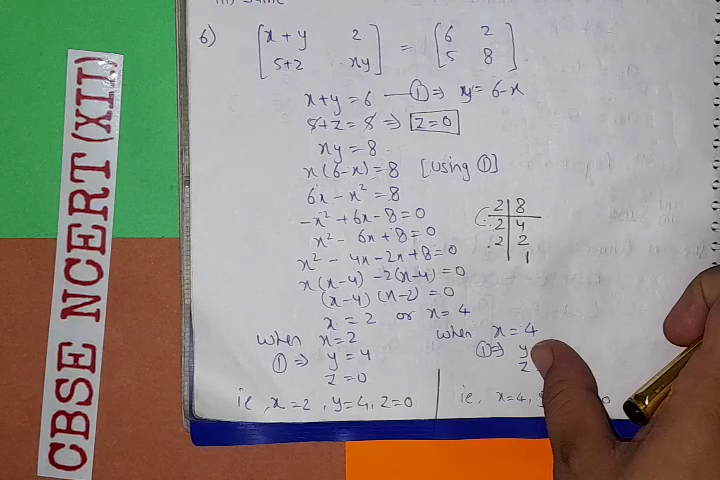 CBSE NCERT (XII)
6) [x + y 2] = [6 2]
[5+z xy] [5 8].
x+y = 6 —① ⇒ y = 6-x
5+z = 5 ⇒ z = 0
xy = 8
x(6-x) = 8 [using ①]
6x - x² = 8
-x² + 6x - 8 = 0
x² - 6x + 8 = 0
x² - 4x - 2x + 8 = 0
x(x-4) -2(x-4) = 0
(x-4) (x-2) = 0
x = 2 or x = 4
2 | 8
2 | 4
2 | 2
| 1
when x=2
① ⇒ y = 4
z = 0
ie, x=2, y=4, z=0
when x=4
① ⇒ y
z
ie, x=4, 0